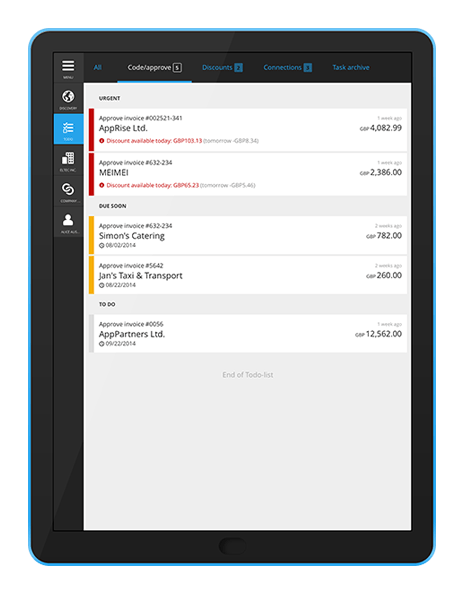 MENU
DISCOVERY
TODO
ELTEC INC.
COMPANY ...
All
Code/approve 5
Discounts 2
Connections 3
Task archive
URGENT
Approve invoice #002521-341
1 week ago
AppRise Ltd.
GBP 4,082.99
Discount available today: GBP103.13 (tomorrow -GBP8.34)
Approve invoice #632-234
1 week ago
MEIMEI
GBP 2,386.00
Discount available today: GBP65.23 (tomorrow -GBP5.46)
DUE SOON
Approve invoice #632-234
2 weeks ago
Simon's Catering
GBP 782.00
08/02/2014
Approve invoice #5642
2 weeks ago
Jan's Taxi & Transport
GBP 260.00
08/22/2014
TO DO
Approve invoice #0056
1 week ago
AppPartners Ltd.
GBP 12,562.00
09/22/2014
End of Todo-list